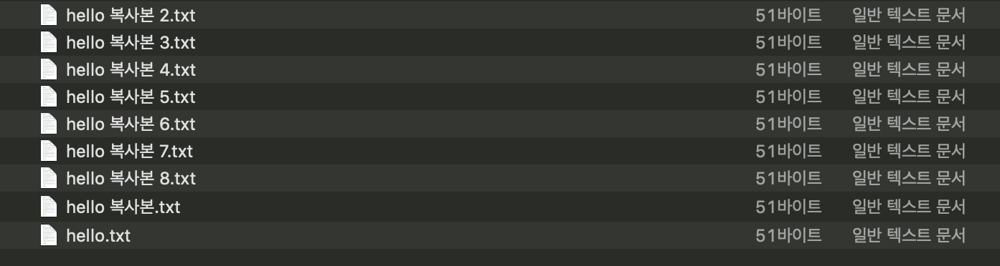 hello 복사본 2.txt 51바이트 일반 텍스트 문서
hello 복사본 3.txt 51바이트 일반 텍스트 문서
hello 복사본 4.txt 51바이트 일반 텍스트 문서
hello 복사본 5.txt 51바이트 일반 텍스트 문서
hello 복사본 6.txt 51바이트 일반 텍스트 문서
hello 복사본 7.txt 51바이트 일반 텍스트 문서
hello 복사본 8.txt 51바이트 일반 텍스트 문서
hello 복사본.txt 51바이트 일반 텍스트 문서
hello.txt 51바이트 일반 텍스트 문서